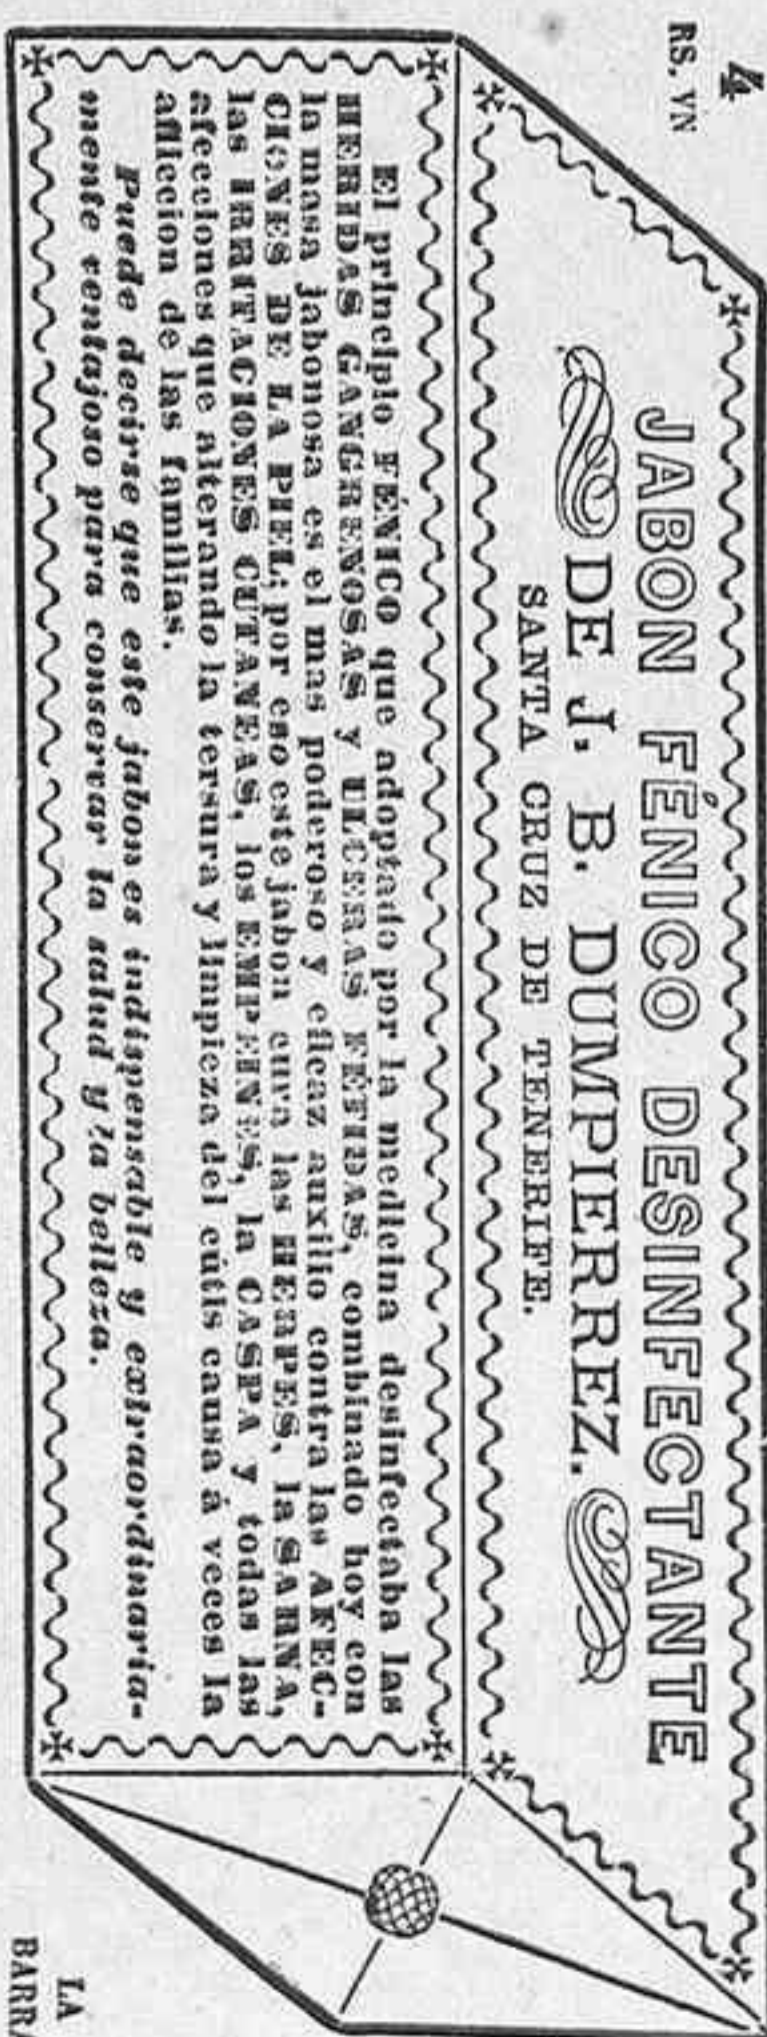 4
RS. VN
JABON FÉNICO DESINFECTANTE
DE J. B. DUMPIERREZ.
SANTA CRUZ DE TENERIFE.
El principio FÉNICO que adoptado por la medicina desinfectaba las
HERIDAS GANGRENOSAS y ULCERAS FÉTIDAS, combinado hoy con
la masa jabonosa es el mas poderoso y eficaz auxilio contra las AFEC-
CIONES DE LA PIEL; por eso este jabon cura las HERPES, la SARNA,
las IRRITACIONES CUTANEAS, los EMPEINES, la CASPA y todas las
afecciones que alterando la tersura y limpieza del cútis causa á veces la
afliccion de las familias.
Puede decirse que este jabon es indispensable y extraordinaria-
mente ventajoso para conservar la salud y la belleza.
LA
BARRA